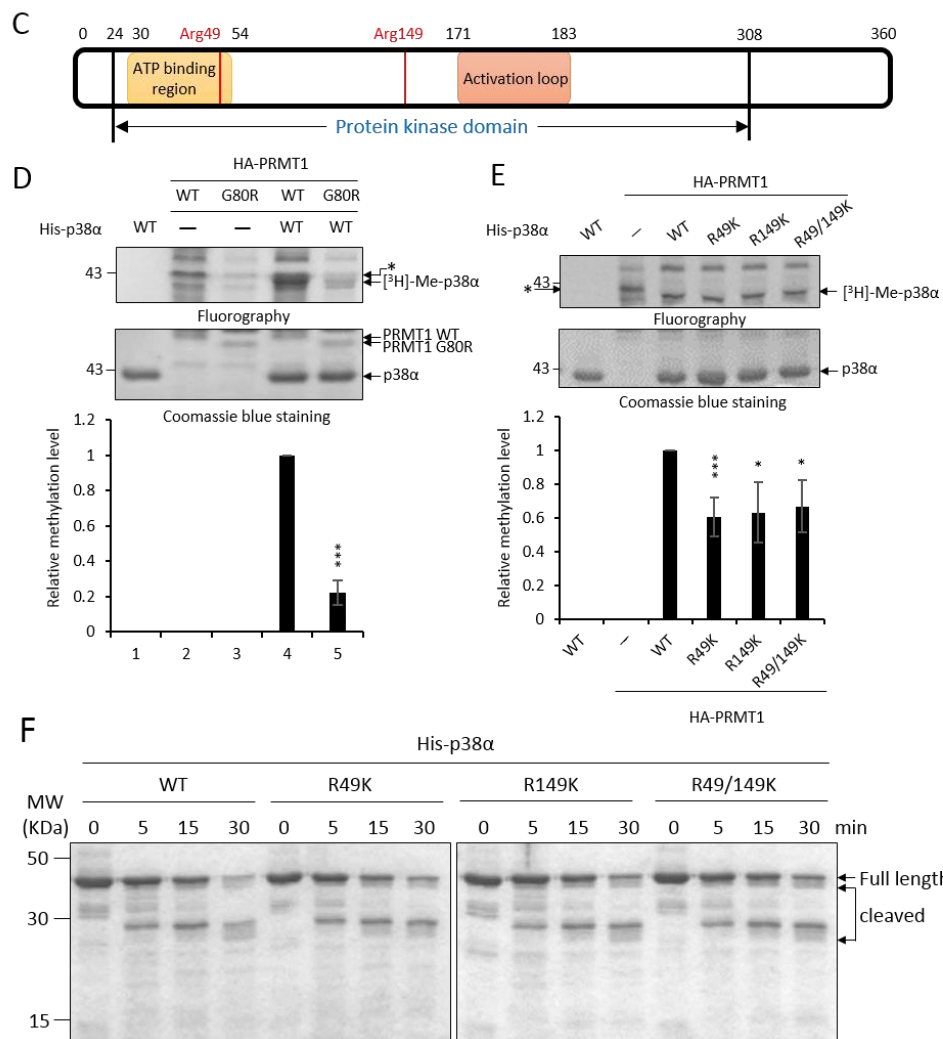 C
0 24 30 Arg49 54 Arg149 171 183 308 360
ATP binding
region
Activation loop
Protein kinase domain
D
HA-PRMT1
WT G80R WT G80R
His-p38α WT — — WT WT
*
43
[³H]-Me-p38α
Fluorography
PRMT1 WT
PRMT1 G80R
43
p38α
Coomassie blue staining
Relative methylation level
1.2
1
0.8
0.6
0.4
0.2
0
***
1 2 3 4 5
E
HA-PRMT1
His-p38α WT – WT R49K R149K R49/149K
43
*
[³H]-Me-p38α
Fluorography
43
p38α
Coomassie blue staining
Relative methylation level
1.2
1
0.8
0.6
0.4
0.2
0
*** * *
WT – WT R49K R149K R49/149K
HA-PRMT1
F
His-p38α
WT R49K R149K R49/149K
MW
(KDa)
0 5 15 30 0 5 15 30 0 5 15 30 0 5 15 30 min
50
Full length
cleaved
30
15